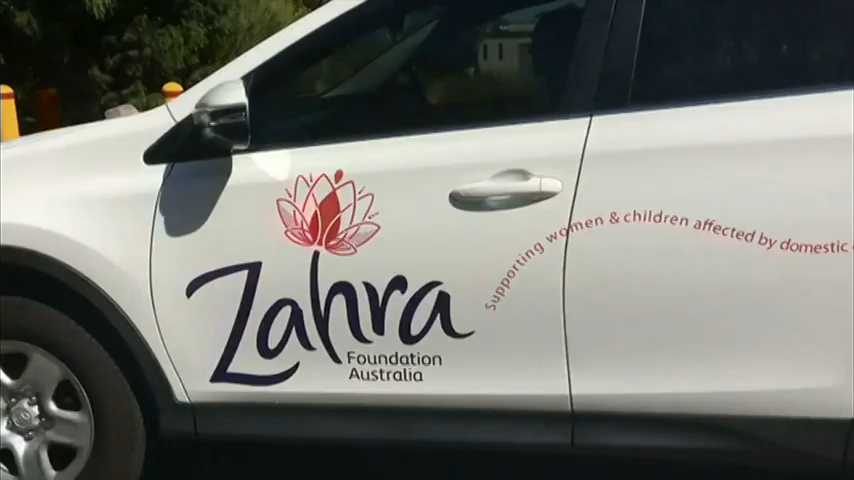 Zahra
Foundation
Australia
Supporting women & children affected by domestic